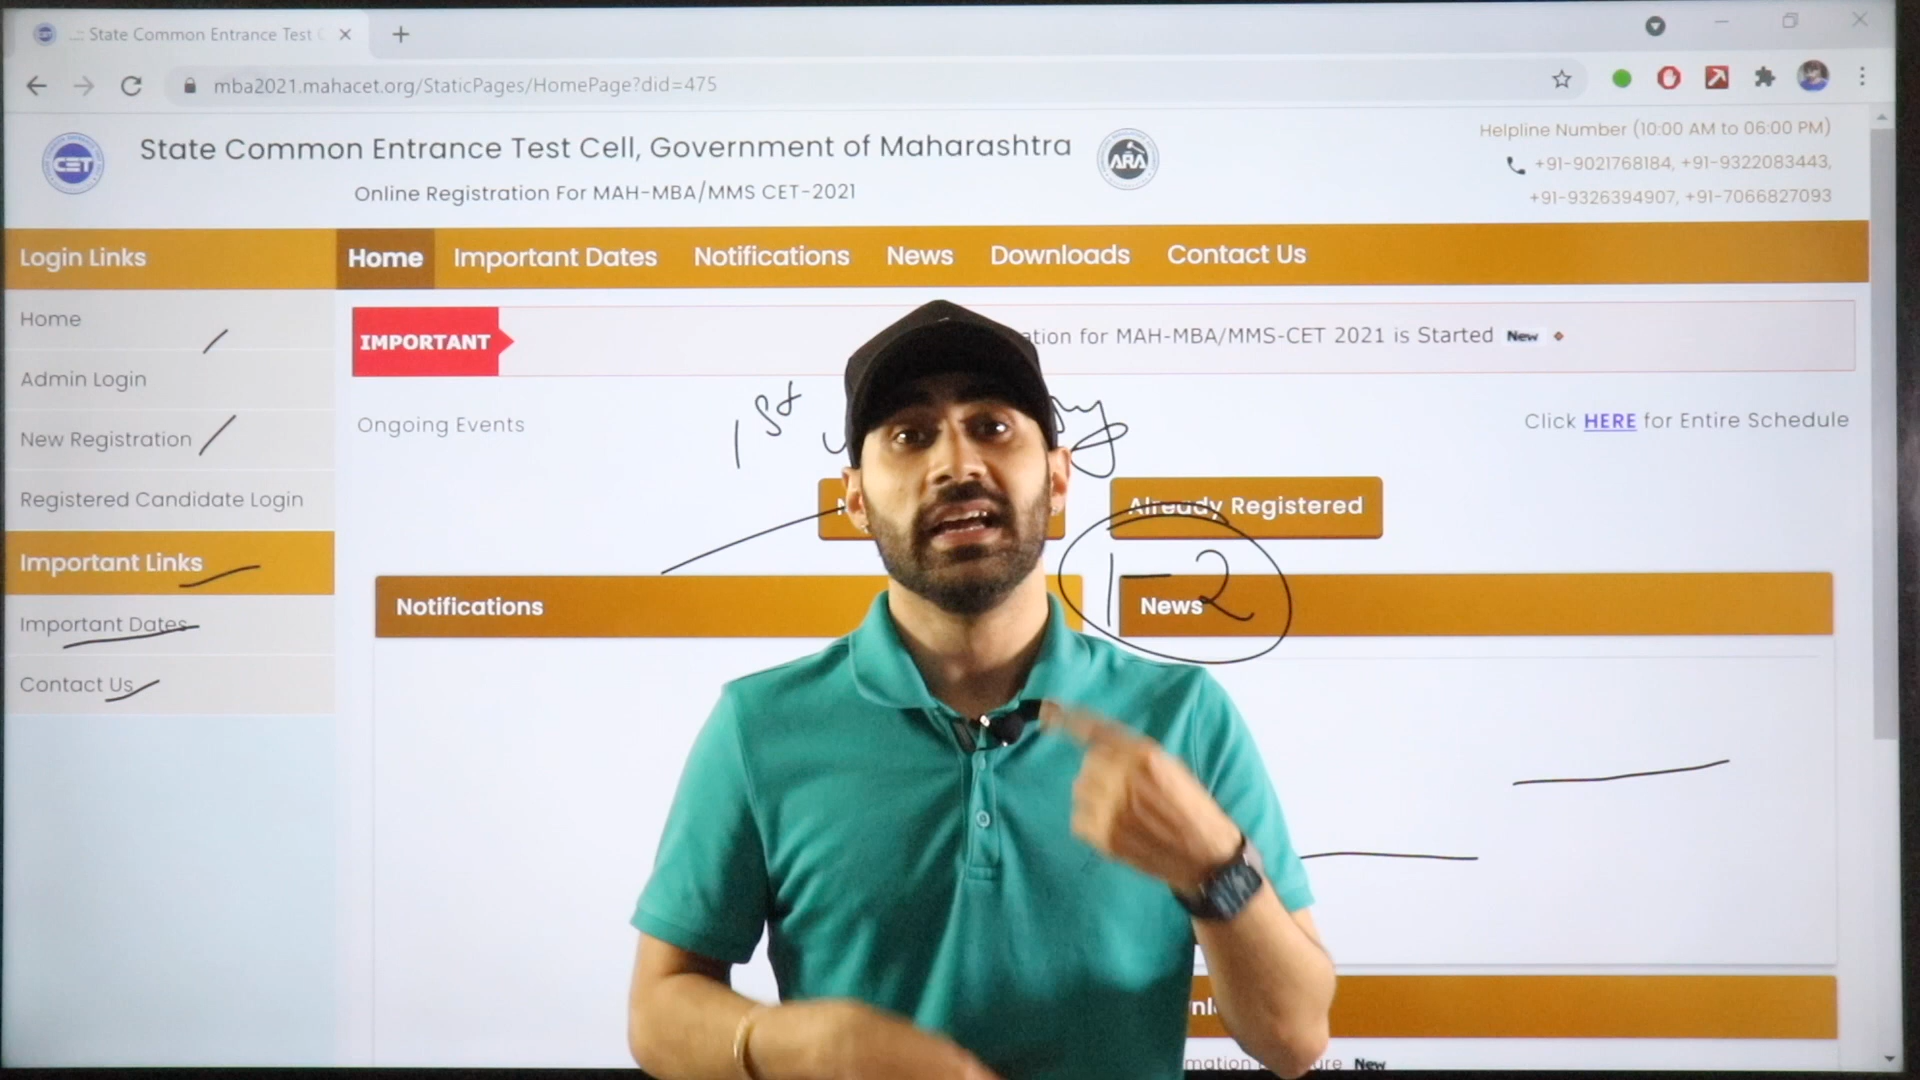 State Common Entrance Test
mba2021.mahacet.org/StaticPages/HomePage?did=475
CET
State Common Entrance Test Cell, Government of Maharashtra
Online Registration For MAH-MBA/MMS CET-2021
ARA
Helpline Number (10:00 AM to 06:00 PM)
+91-9021768184, +91-9322083443,
+91-9326394907, +91-7066827093
Login Links
Home Important Dates Notifications News Downloads Contact Us
Home
Admin Login
New Registration
Registered Candidate Login
Important Links
Important Dates
Contact Us
IMPORTANT
ation for MAH-MBA/MMS-CET 2021 is Started New
Ongoing Events
Click HERE for Entire Schedule
1st
Already Registered
1-2
Notifications
News
New